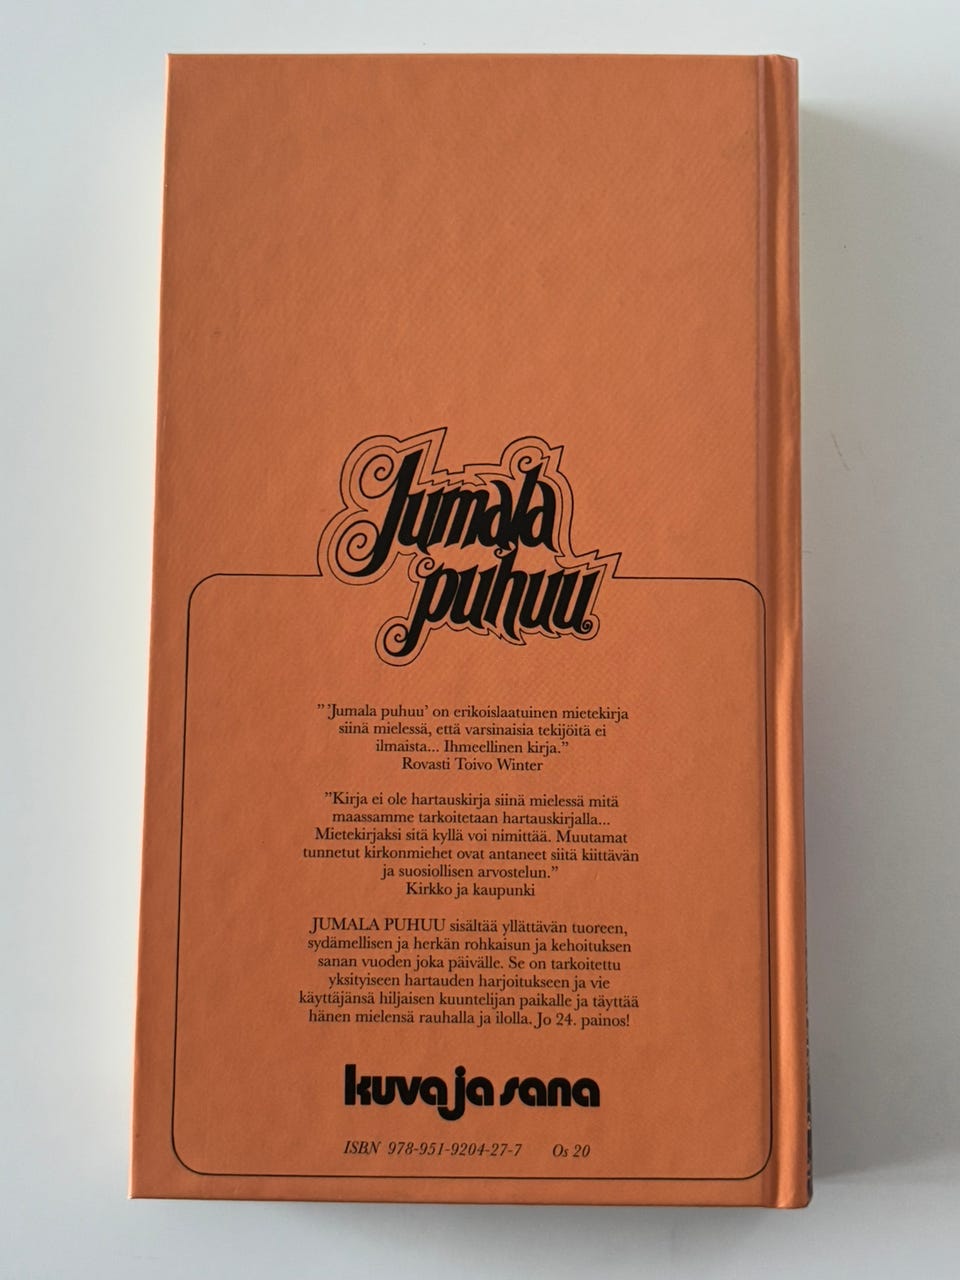 Jumala
puhuu
”’Jumala puhuu’ on erikoislaatuinen mietekirja
siinä mielessä, että varsinaisia tekijöitä ei
ilmaista... Ihmeellinen kirja.”
Rovasti Toivo Winter
”Kirja ei ole hartauskirja siinä mielessä mitä
maassamme tarkoitetaan hartauskirjalla...
Mietekirjaksi sitä kyllä voi nimittää. Muutamat
tunnetut kirkonmiehet ovat antaneet siitä kiittävän
ja suosiollisen arvostelun.”
Kirkko ja kaupunki
JUMALA PUHUU sisältää yllättävän tuoreen,
sydämellisen ja herkän rohkaisun ja kehoituksen
sanan vuoden joka päivälle. Se on tarkoitettu
yksityiseen hartauden harjoitukseen ja vie
käyttäjänsä hiljaisen kuuntelijan paikalle ja täyttää
hänen mielensä rauhalla ja ilolla. Jo 24. painos!
kuva ja sana
ISBN 978-951-9204-27-7 Os 20